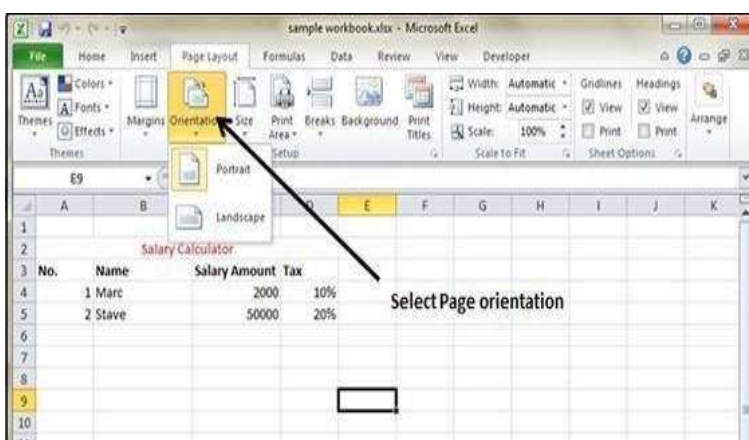 sample workbook.xlsx - Microsoft Excel
File Home Insert Page Layout Formulas Data Review View Developer
Colors Width: Automatic Gridlines Headings
Aa A Fonts Height: Automatic View View
Themes Effects Margins Orientation Size Print Area Breaks Background Print Titles Scale: 100% Print Print Arrange
Themes Setup Scale to Fit Sheet Options
E9
Portrait
Landscape
A B D E F G H I J K
1
2 Salary Calculator
3 No. Name Salary Amount Tax
4 1 Marc 2000 10%
5 2 Stave 50000 20%
Select Page orientation
6
7
8
9
10